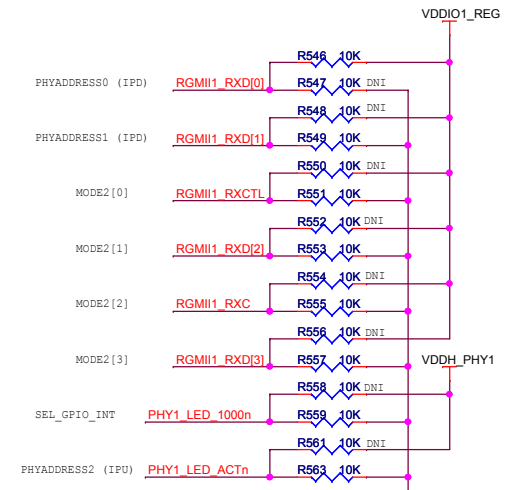 VDDIO1_REG
R546 10K
PHYADDRESS0 (IPD) RGMII1_RXD[0] R547 10K DNI
R548 10K DNI
PHYADDRESS1 (IPD) RGMII1_RXD[1] R549 10K
R550 10K DNI
MODE2[0] RGMII1_RXCTL R551 10K
R552 10K DNI
MODE2[1] RGMII1_RXD[2] R553 10K
R554 10K DNI
MODE2[2] RGMII1_RXC R555 10K
R556 10K DNI
MODE2[3] RGMII1_RXD[3] R557 10K VDDH_PHY1
R558 10K DNI
SEL_GPIO_INT PHY1_LED_1000n R559 10K
R561 10K DNI
PHYADDRESS2 (IPU) PHY1_LED_ACTn R563 10K